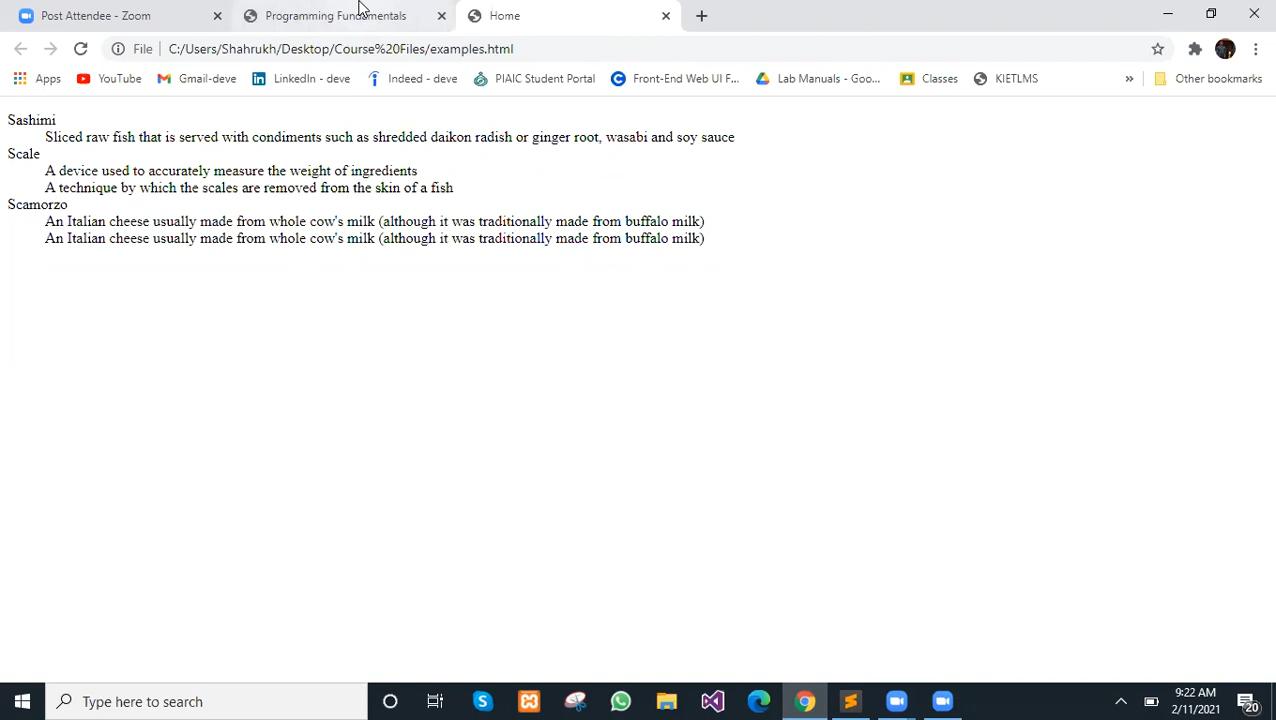 Post Attendee - Zoom
Programming Fundamentals
Home
File
C:/Users/Shahrukh/Desktop/Course%20Files/examples.html
Apps
YouTube
Gmail-deve
LinkedIn - deve
Indeed - deve
PIAIC Student Portal
Front-End Web UI F...
Lab Manuals - Goo...
Classes
KIETLMS
»
Other bookmarks
Sashimi
Sliced raw fish that is served with condiments such as shredded daikon radish or ginger root, wasabi and soy sauce
Scale
A device used to accurately measure the weight of ingredients
A technique by which the scales are removed from the skin of a fish
Scamorzo
An Italian cheese usually made from whole cow's milk (although it was traditionally made from buffalo milk)
An Italian cheese usually made from whole cow's milk (although it was traditionally made from buffalo milk)
Type here to search
9:22 AM
2/11/2021
20